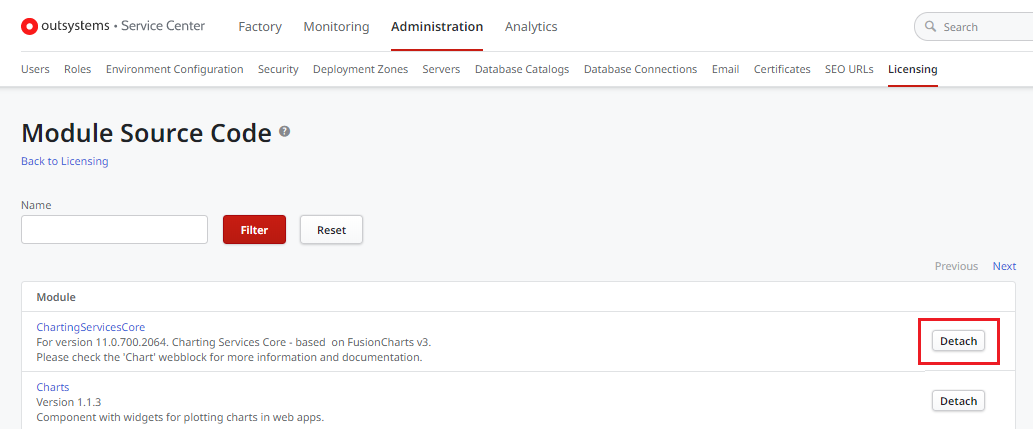 outsystems • Service Center Factory Monitoring Administration Analytics Search
Users Roles Environment Configuration Security Deployment Zones Servers Database Catalogs Database Connections Email Certificates SEO URLs Licensing
Module Source Code ?
Back to Licensing
Name
Filter Reset
Previous Next
Module
ChartingServicesCore
For version 11.0.700.2064. Charting Services Core - based on FusionCharts v3.
Please check the 'Chart' webblock for more information and documentation.
Detach
Charts
Version 1.1.3
Component with widgets for plotting charts in web apps.
Detach